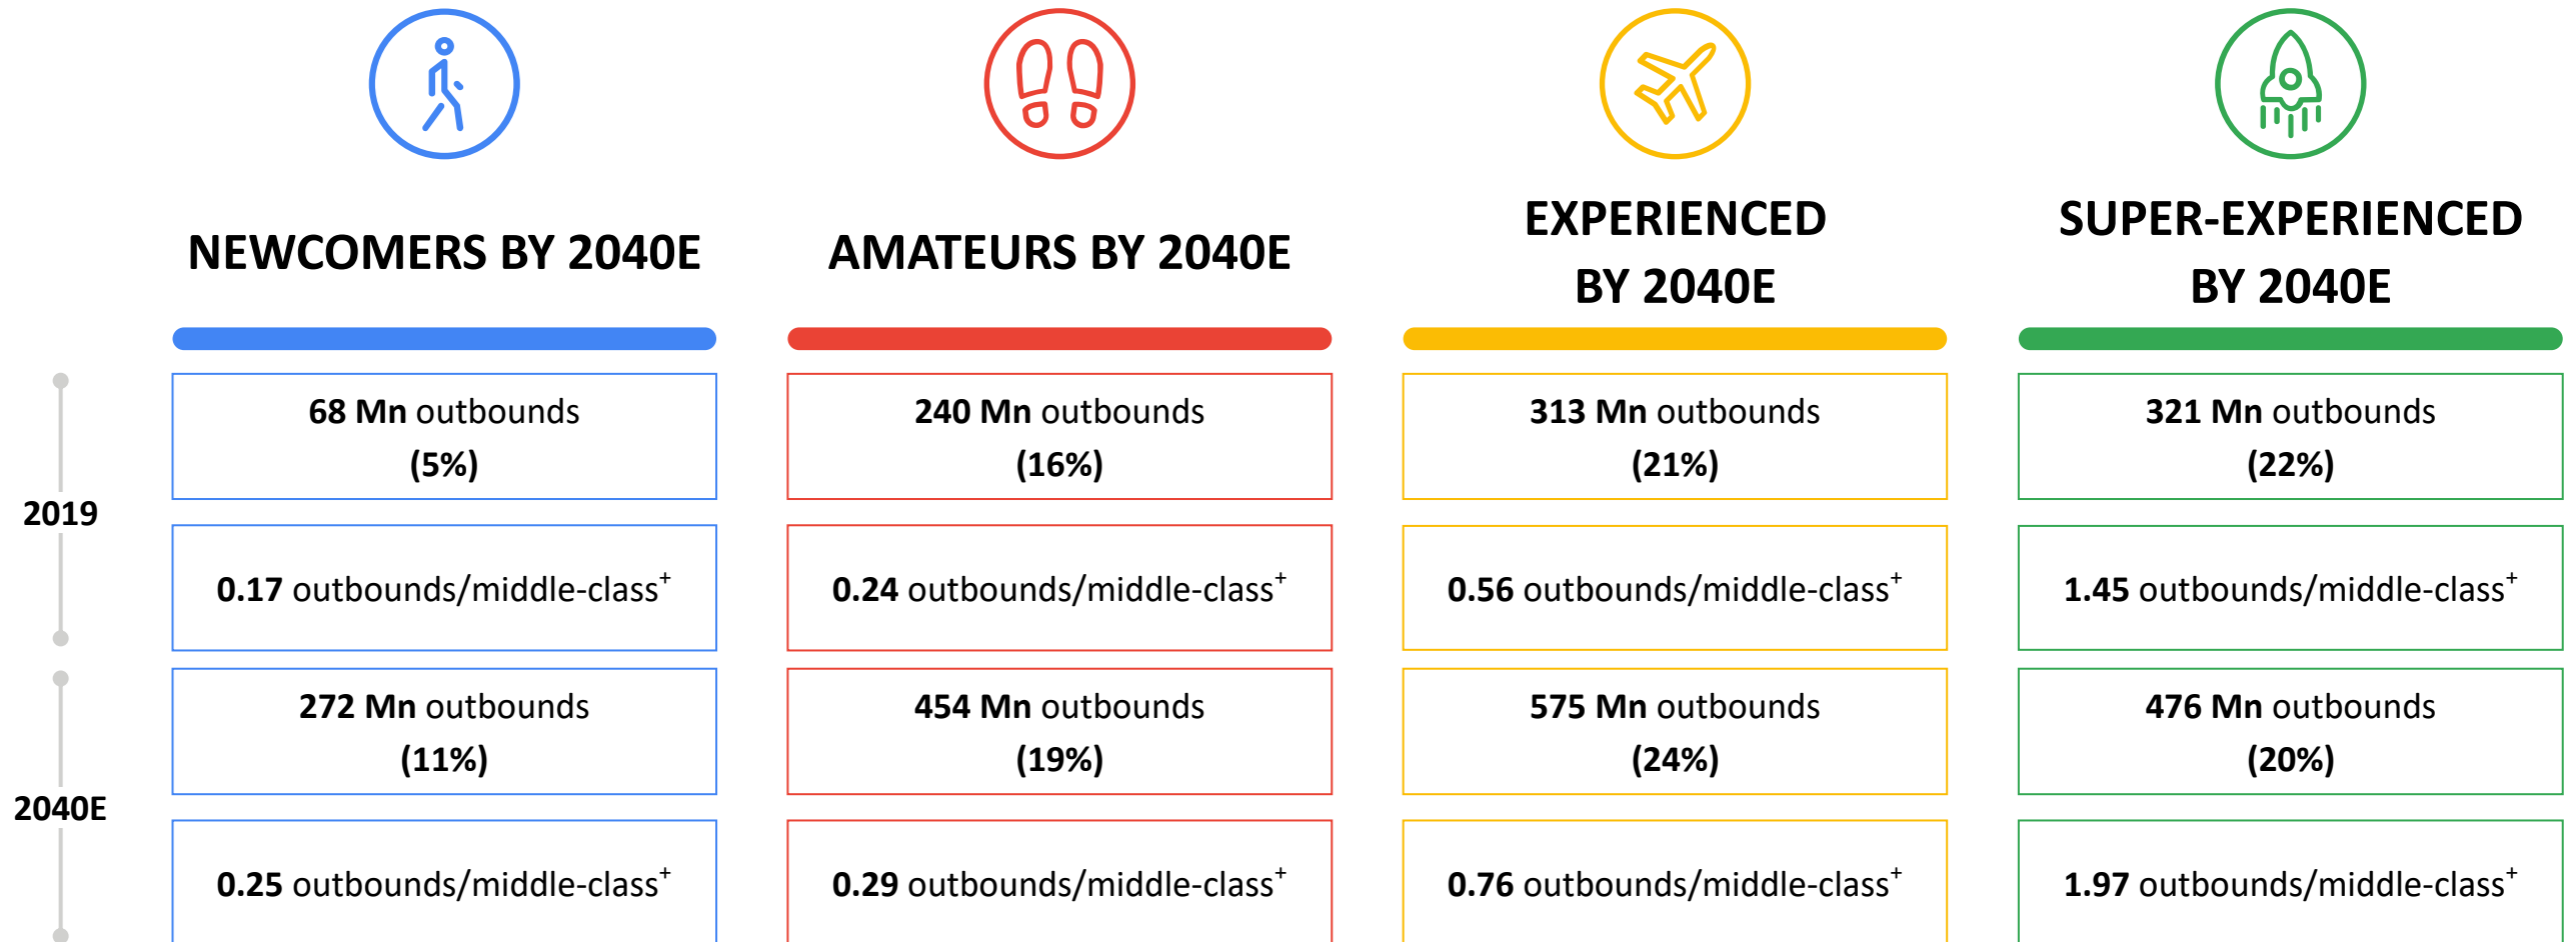 NEWCOMERS BY 2040E
AMATEURS BY 2040E
EXPERIENCED
BY 2040E
SUPER-EXPERIENCED
BY 2040E
2019
68 Mn outbounds
(5%)
240 Mn outbounds
(16%)
313 Mn outbounds
(21%)
321 Mn outbounds
(22%)
0.17 outbounds/middle-class⁺
0.24 outbounds/middle-class⁺
0.56 outbounds/middle-class⁺
1.45 outbounds/middle-class⁺
2040E
272 Mn outbounds
(11%)
454 Mn outbounds
(19%)
575 Mn outbounds
(24%)
476 Mn outbounds
(20%)
0.25 outbounds/middle-class⁺
0.29 outbounds/middle-class⁺
0.76 outbounds/middle-class⁺
1.97 outbounds/middle-class⁺